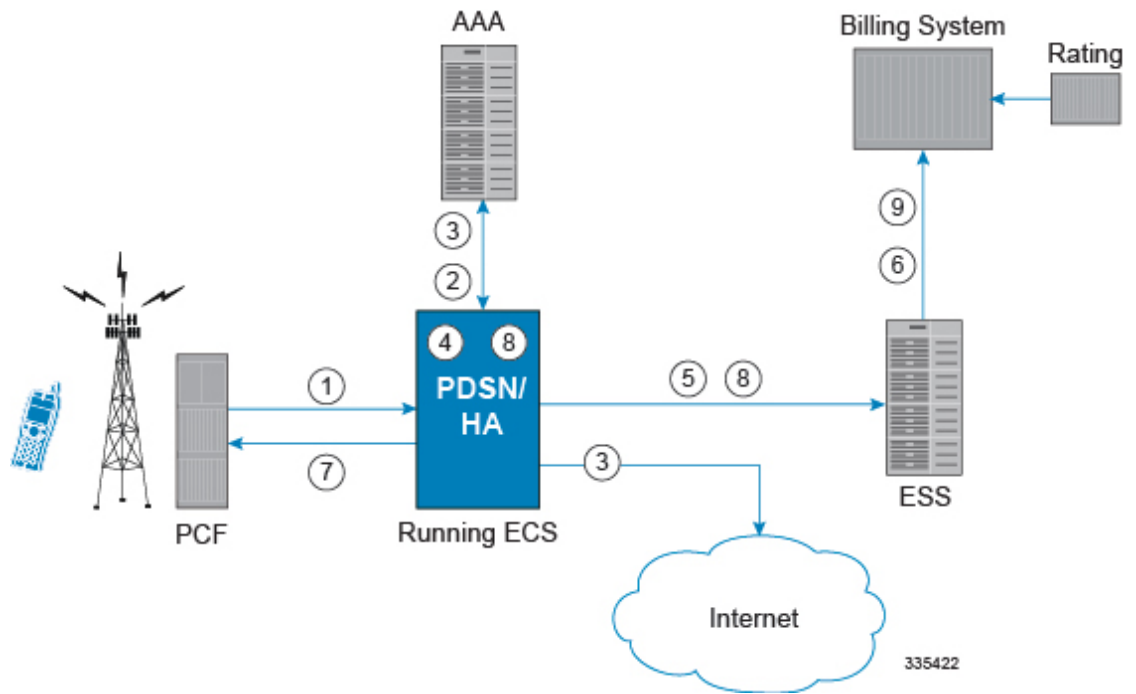 AAA
Billing System
Rating
3
2
9
6
4
8
PDSN/
HA
1
7
5
8
3
PCF
Running ECS
ESS
Internet
335422